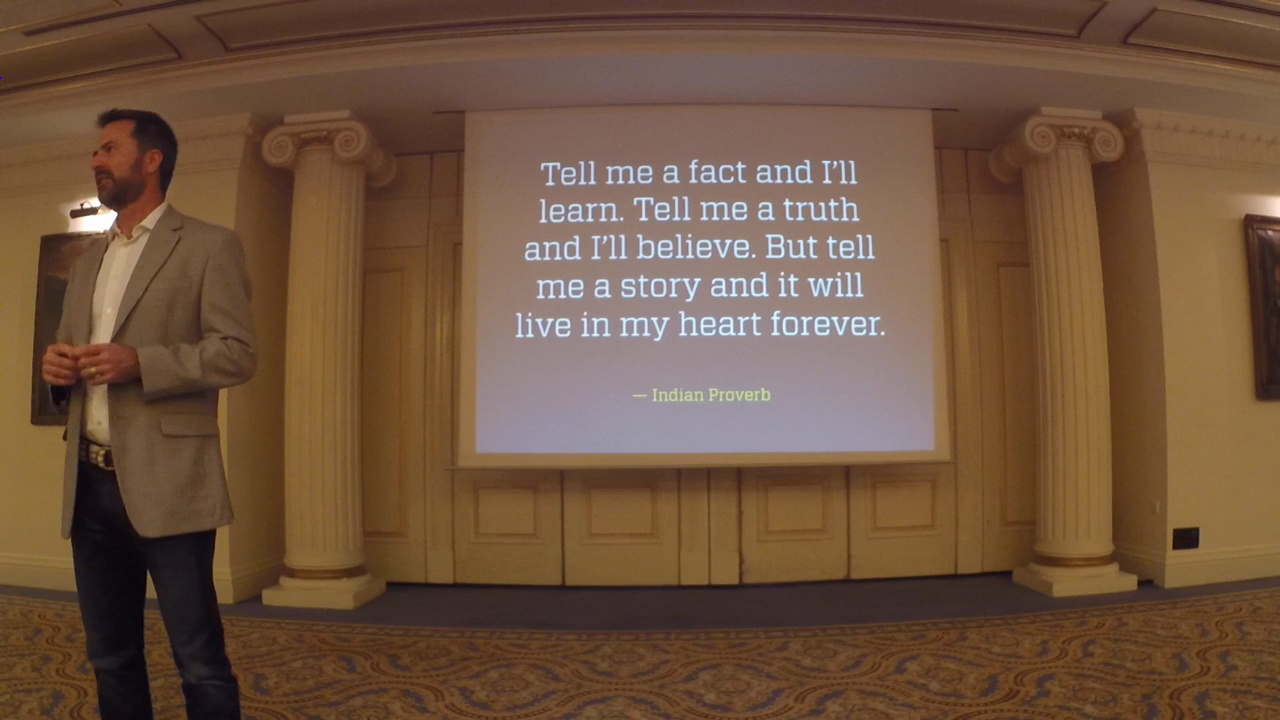 Tell me a fact and I’ll
learn. Tell me a truth
and I’ll believe. But tell
me a story and it will
live in my heart forever.
— Indian Proverb